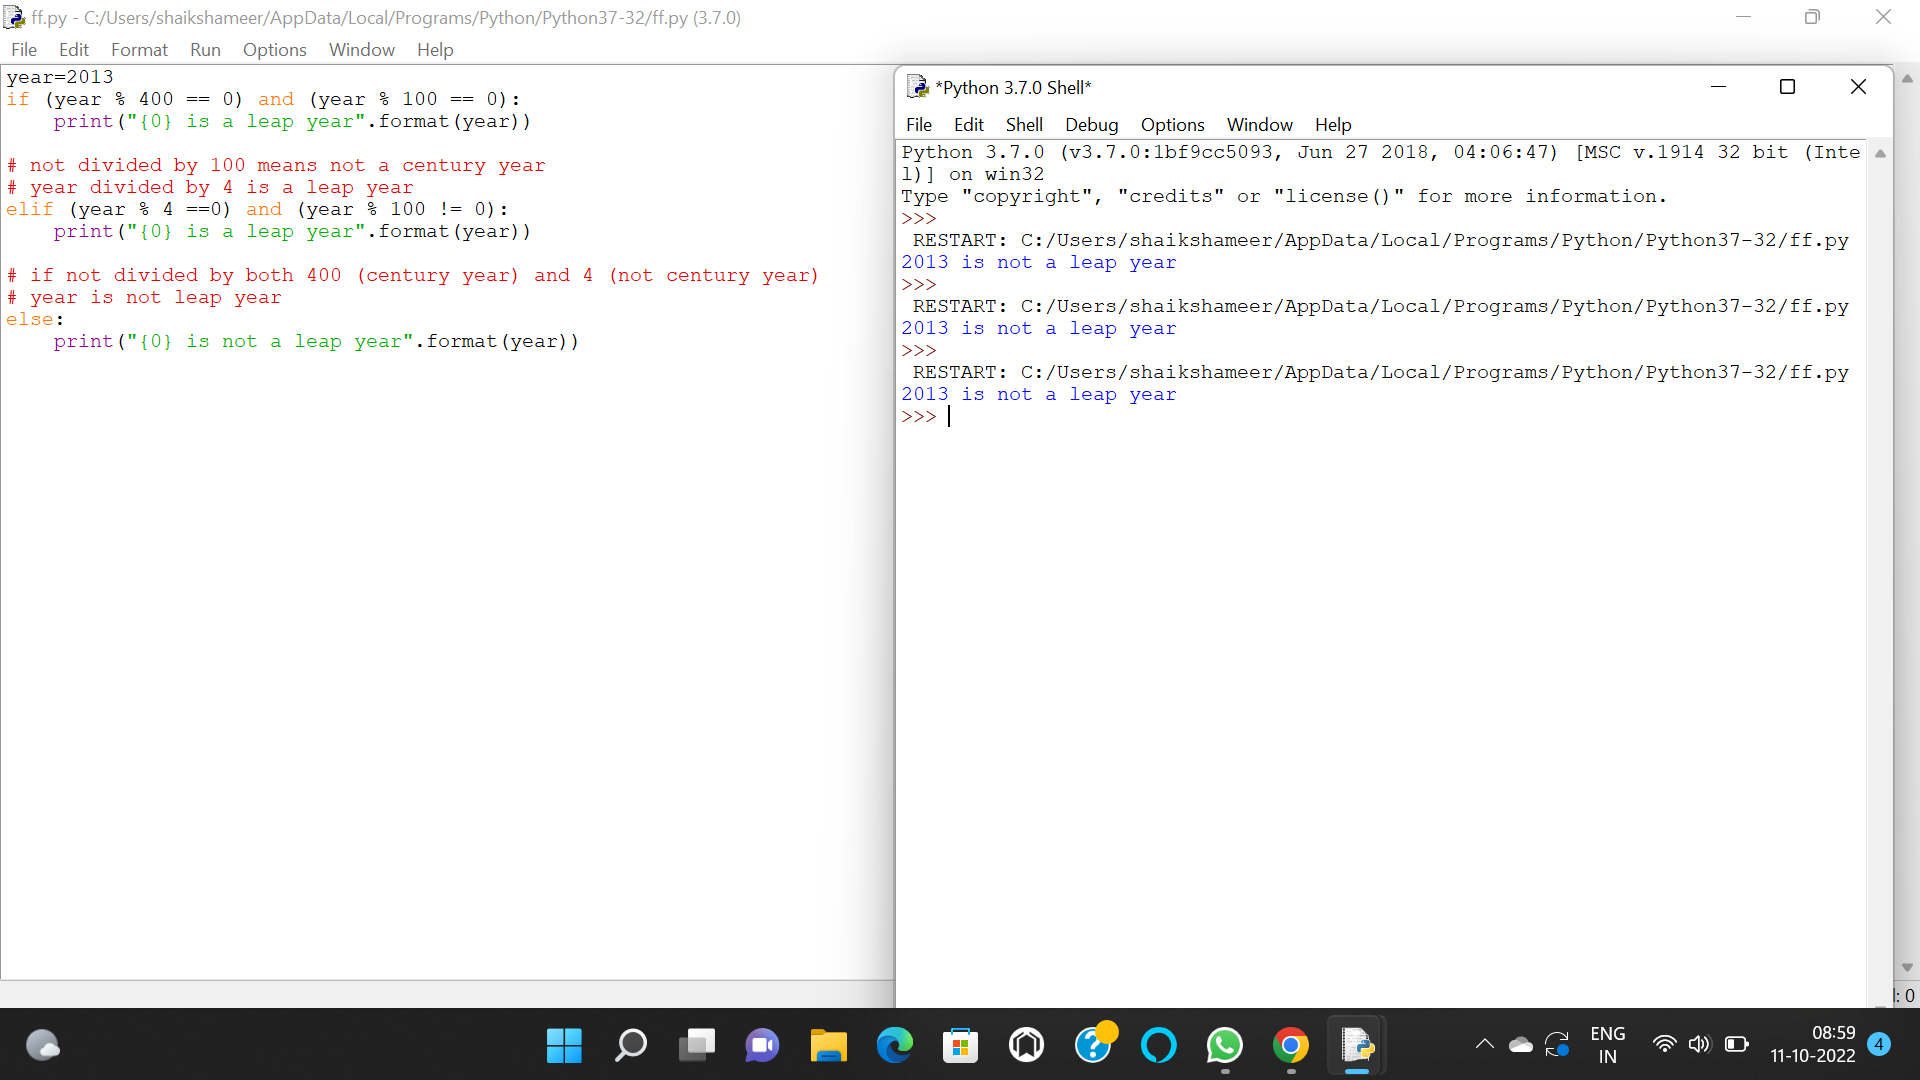 ff.py - C:/Users/shaikshameer/AppData/Local/Programs/Python/Python37-32/ff.py (3.7.0)
File Edit Format Run Options Window Help
year=2013
if (year % 400 == 0) and (year % 100 == 0):
    print("{0} is a leap year".format(year))
# not divided by 100 means not a century year
# year divided by 4 is a leap year
elif (year % 4 ==0) and (year % 100 != 0):
    print("{0} is a leap year".format(year))
# if not divided by both 400 (century year) and 4 (not century year)
# year is not leap year
else:
    print("{0} is not a leap year".format(year))
*Python 3.7.0 Shell*
File Edit Shell Debug Options Window Help
Python 3.7.0 (v3.7.0:1bf9cc5093, Jun 27 2018, 04:06:47) [MSC v.1914 32 bit (Inte
l)] on win32
Type "copyright", "credits" or "license()" for more information.
>>>
 RESTART: C:/Users/shaikshameer/AppData/Local/Programs/Python/Python37-32/ff.py
2013 is not a leap year
>>>
 RESTART: C:/Users/shaikshameer/AppData/Local/Programs/Python/Python37-32/ff.py
2013 is not a leap year
>>>
 RESTART: C:/Users/shaikshameer/AppData/Local/Programs/Python/Python37-32/ff.py
2013 is not a leap year
>>>
: 0
ENG
IN
08:59
11-10-2022
4